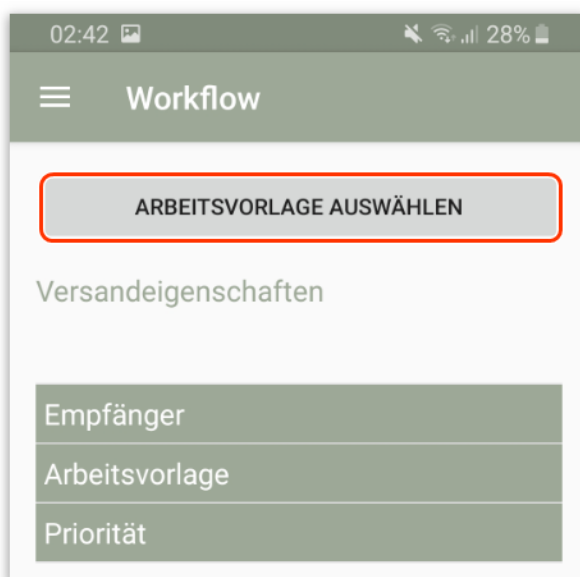 02:42 28%
Workflow
ARBEITSVORLAGE AUSWÄHLEN
Versandeigenschaften
Empfänger
Arbeitsvorlage
Priorität